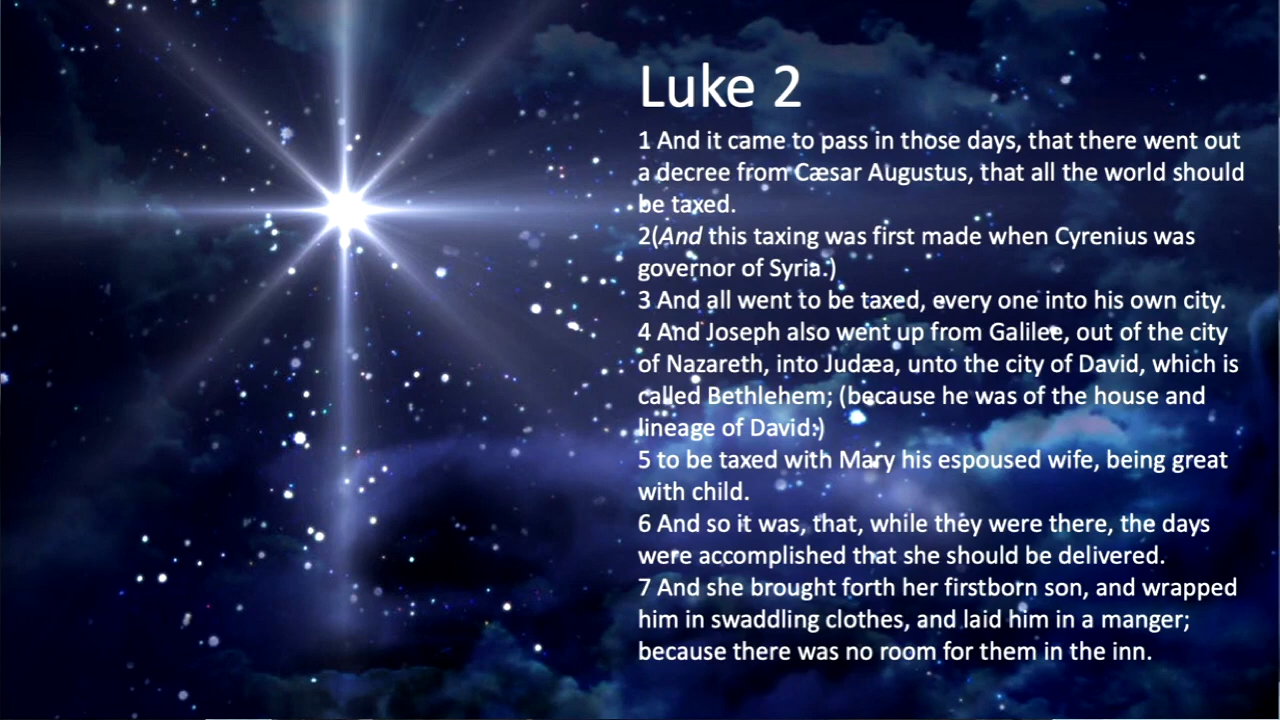 Luke 2
1 And it came to pass in those days, that there went out
a decree from Cæsar Augustus, that all the world should
be taxed.
2(And this taxing was first made when Cyrenius was
governor of Syria.)
3 And all went to be taxed, every one into his own city.
4 And Joseph also went up from Galilee, out of the city
of Nazareth, into Judæa, unto the city of David, which is
called Bethlehem; (because he was of the house and
lineage of David:)
5 to be taxed with Mary his espoused wife, being great
with child.
6 And so it was, that, while they were there, the days
were accomplished that she should be delivered.
7 And she brought forth her firstborn son, and wrapped
him in swaddling clothes, and laid him in a manger;
because there was no room for them in the inn.